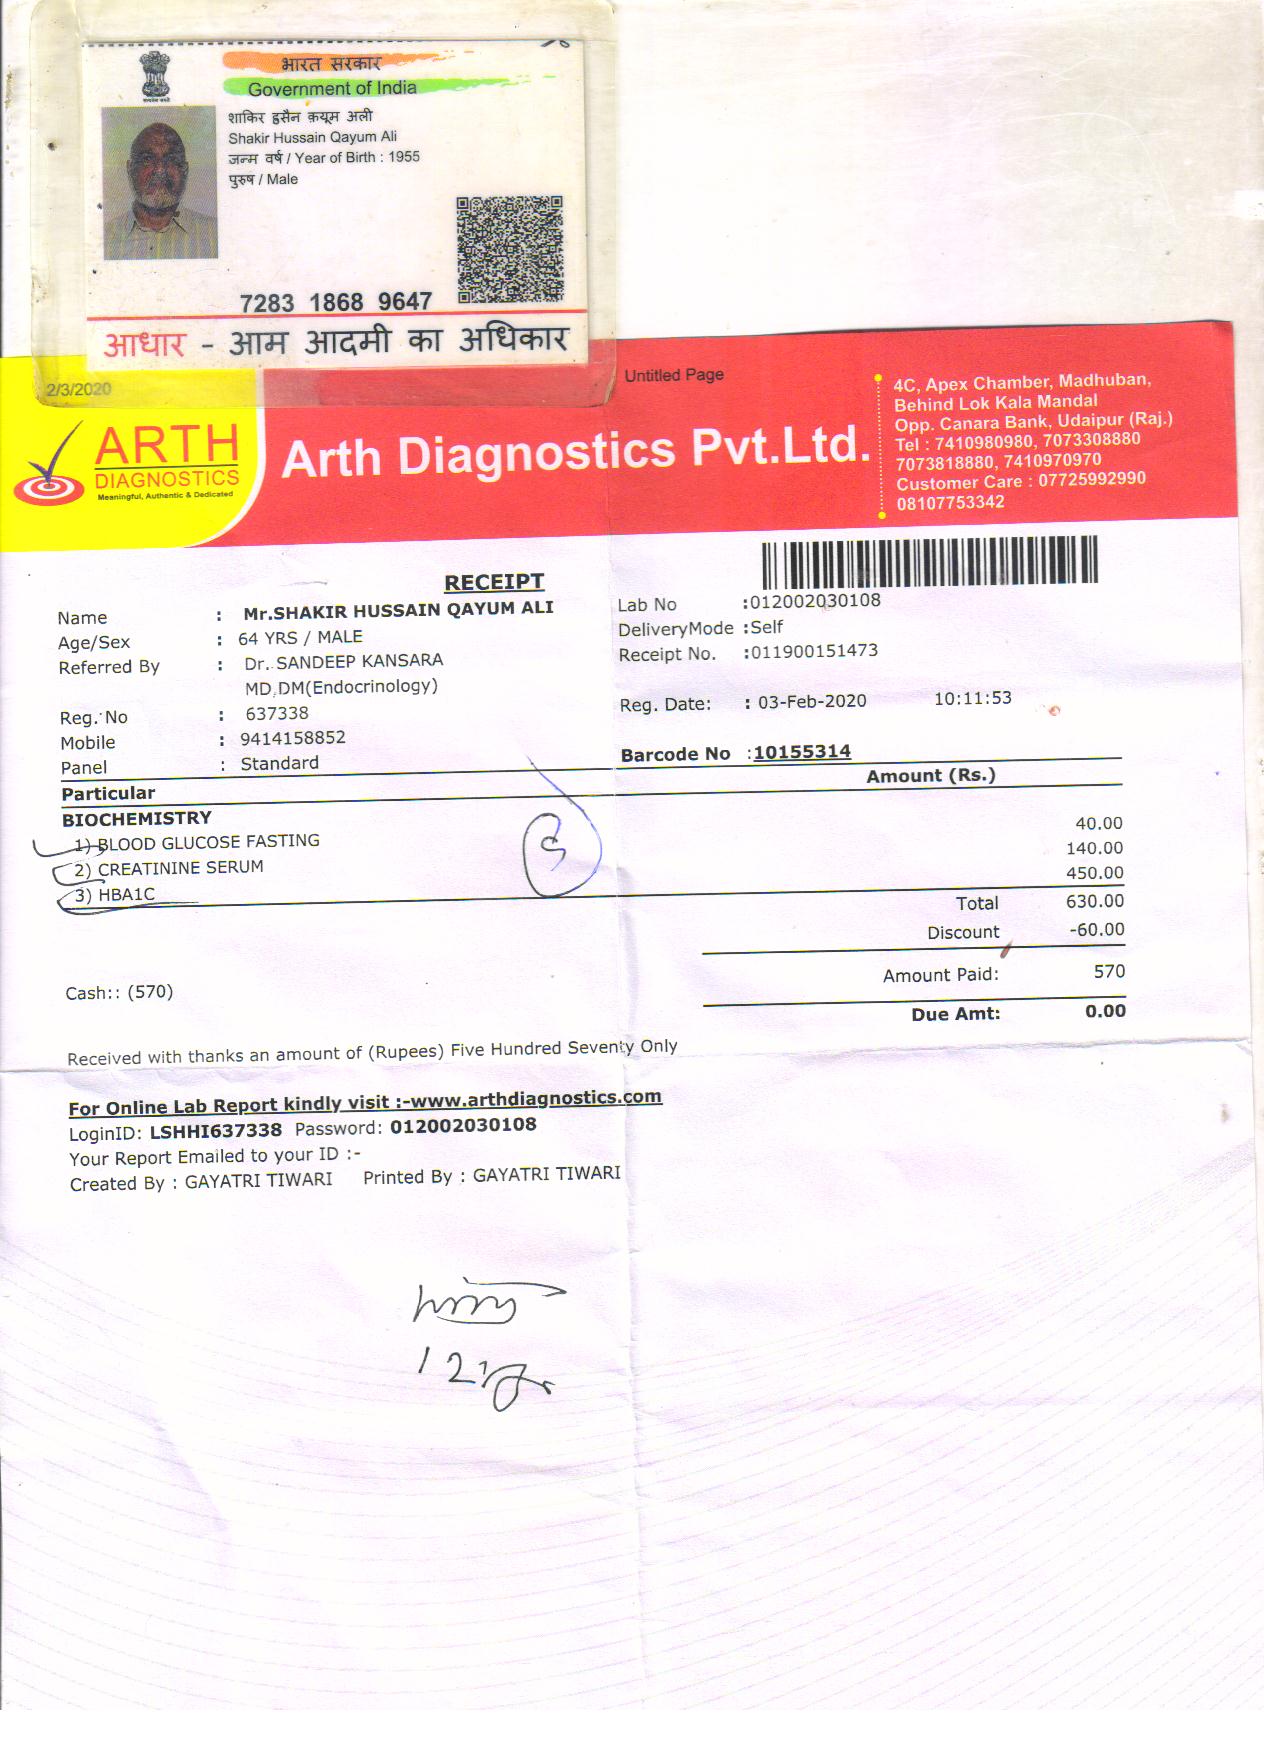 भारत सरकार
Government of India
शाकिर हुसैन क़यूम अली
Shakir Hussain Qayum Ali
जन्म वर्ष / Year of Birth : 1955
पुरुष / Male
7283 1868 9647
आधार - आम आदमी का अधिकार
2/3/2020
Untitled Page
ARTH
DIAGNOSTICS
Meaningful, Authentic & Dedicated
Arth Diagnostics Pvt.Ltd.
4C, Apex Chamber, Madhuban,
Behind Lok Kala Mandal
Opp. Canara Bank, Udaipur (Raj.)
Tel : 7410980980, 7073308880
7073818880, 7410970970
Customer Care : 07725992990
08107753342
RECEIPT
Name : Mr.SHAKIR HUSSAIN QAYUM ALI
Age/Sex : 64 YRS / MALE
Referred By : Dr. SANDEEP KANSARA
MD,DM(Endocrinology)
Reg. No : 637338
Mobile : 9414158852
Panel : Standard
Lab No :012002030108
DeliveryMode :Self
Receipt No. :011900151473
Reg. Date: : 03-Feb-2020 10:11:53
Barcode No :10155314
Particular Amount (Rs.)
BIOCHEMISTRY
1) BLOOD GLUCOSE FASTING 40.00
2) CREATININE SERUM 140.00
3) HBA1C 450.00
Total 630.00
Discount -60.00
Amount Paid: 570
Due Amt: 0.00
Cash:: (570)
Received with thanks an amount of (Rupees) Five Hundred Seventy Only
For Online Lab Report kindly visit :-www.arthdiagnostics.com
LoginID: LSHHI637338 Password: 012002030108
Your Report Emailed to your ID :-
Created By : GAYATRI TIWARI Printed By : GAYATRI TIWARI